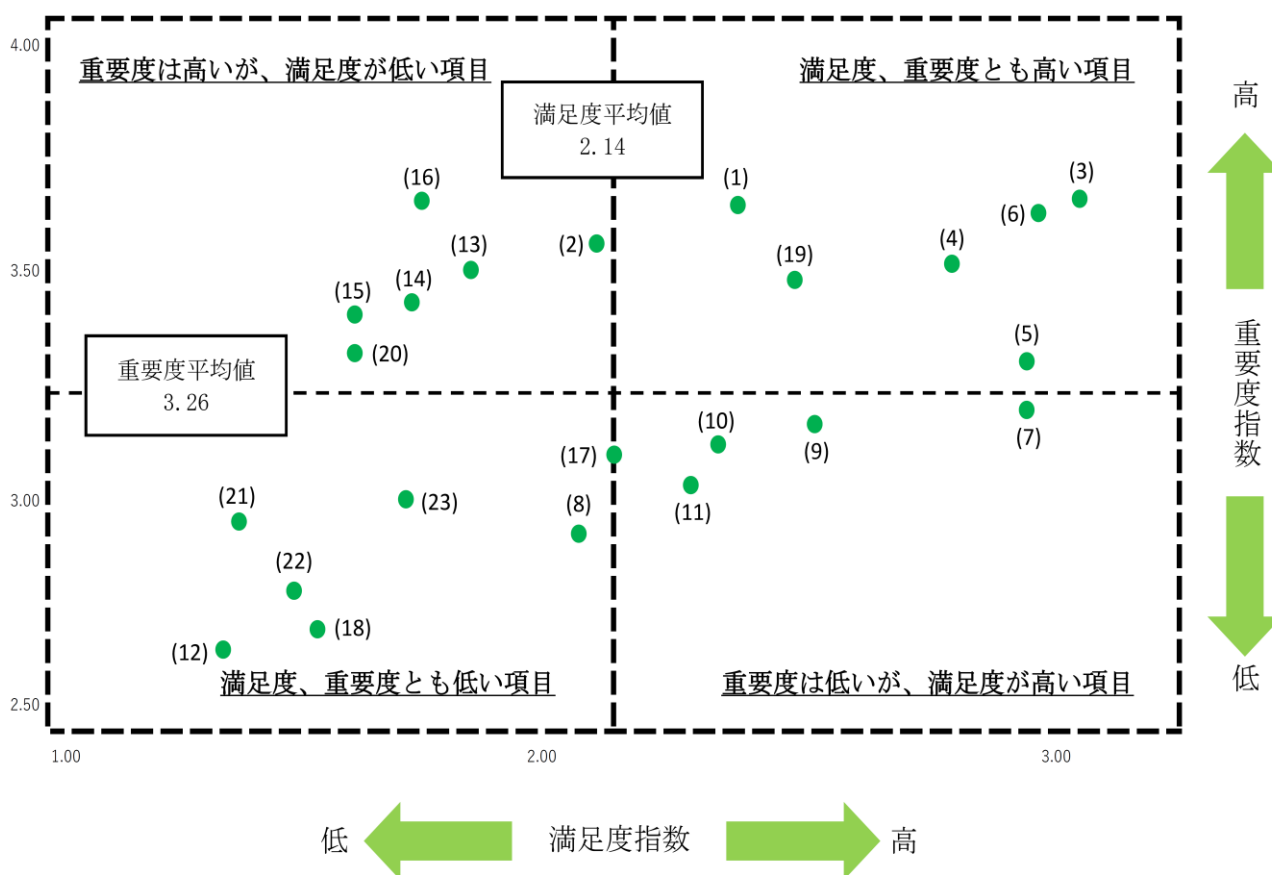 4.00
重要度は高いが、満足度が低い項目
満足度、重要度とも高い項目
高
満足度平均値
2.14
(16)
(1)
(3)
(6)
(13)
(2)
(4)
(19)
3.50
(14)
(15)
(5)
(20)
重要度指数
重要度平均値
3.26
(10)
(7)
(9)
(17)
3.00
(21)
(23)
(8)
(11)
(22)
(18)
(12)
満足度、重要度とも低い項目
重要度は低いが、満足度が高い項目
低
2.50
1.00
2.00
3.00
低
満足度指数
高